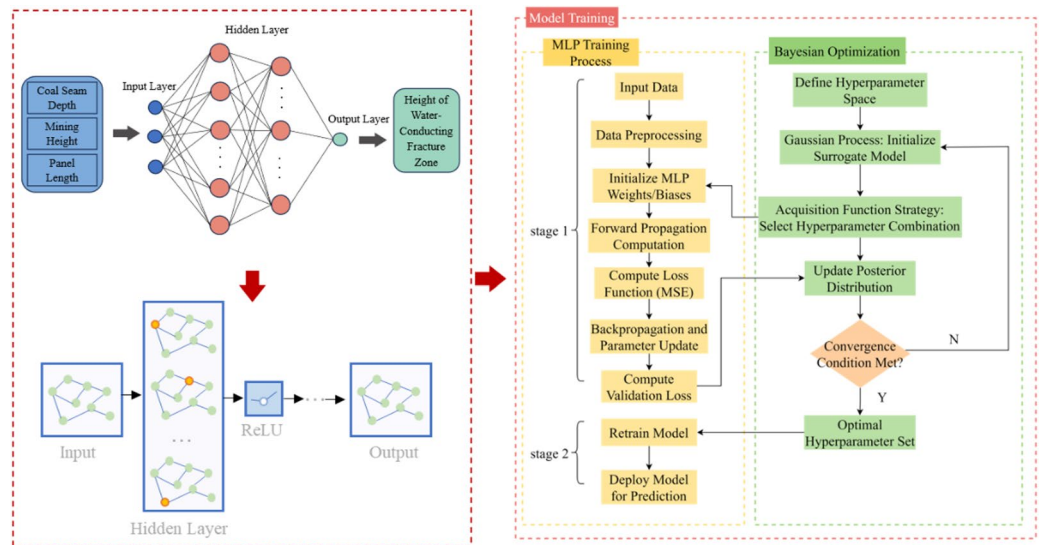 Hidden Layer
Coal Seam
Depth
Mining
Height
Panel
Length
Input Layer
Output Layer
Height of
Water-
Conducting
Fracture
Zone
Input
...
Hidden Layer
ReLU
...
Output
Model Training
MLP Training
Process
Input Data
Data Preprocessing
Initialize MLP
Weights/Biases
stage 1
Forward Propagation
Computation
Compute Loss
Function (MSE)
Backpropagation and
Parameter Update
Compute
Validation Loss
stage 2
Retrain Model
Deploy Model
for Prediction
Bayesian Optimization
Define Hyperparameter
Space
Gaussian Process: Initialize
Surrogate Model
Acquisition Function Strategy:
Select Hyperparameter Combination
Update Posterior
Distribution
Convergence
Condition Met?
N
Y
Optimal
Hyperparameter Set